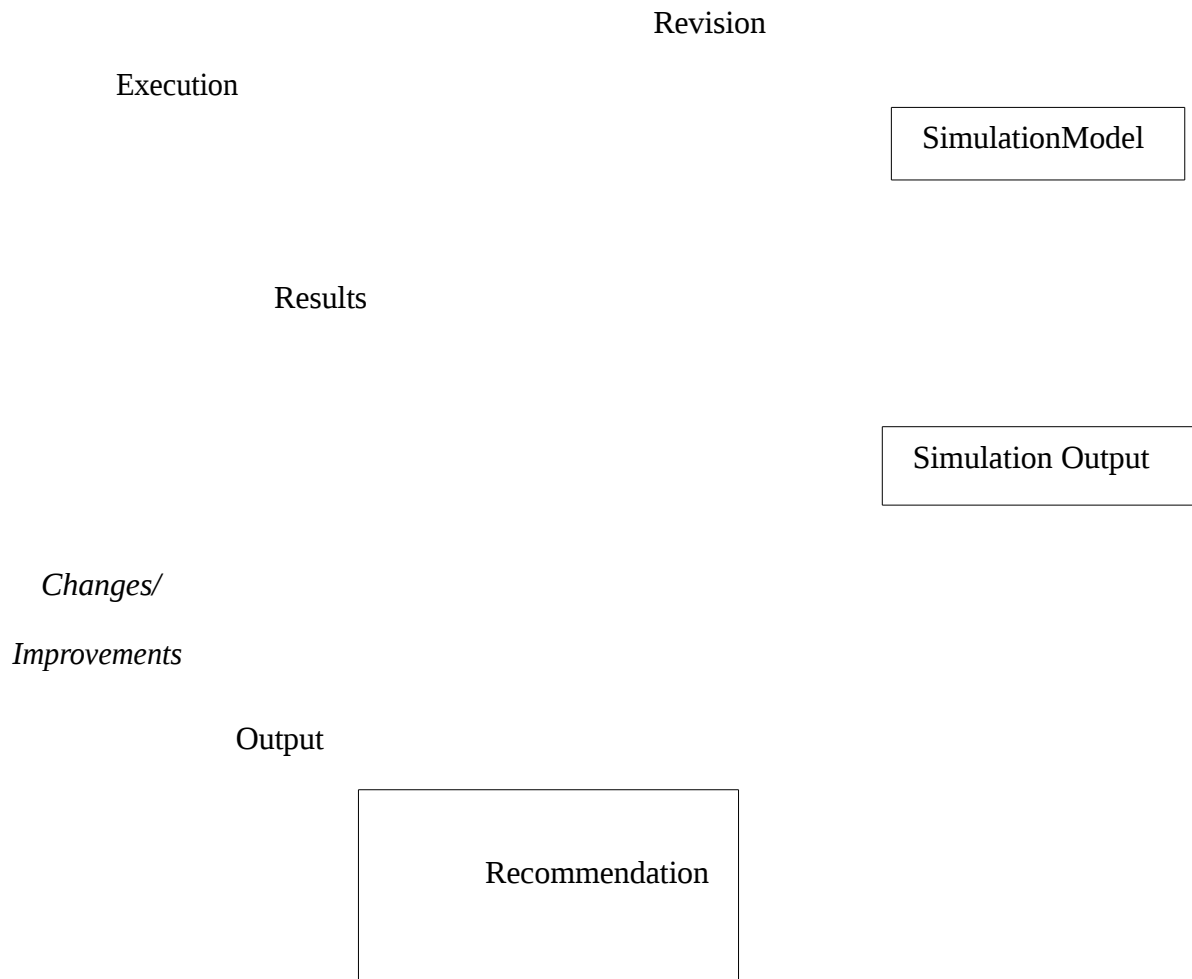 Revision
Execution
SimulationModel
Results
Simulation Output
Changes/
Improvements
Output
Recommendation